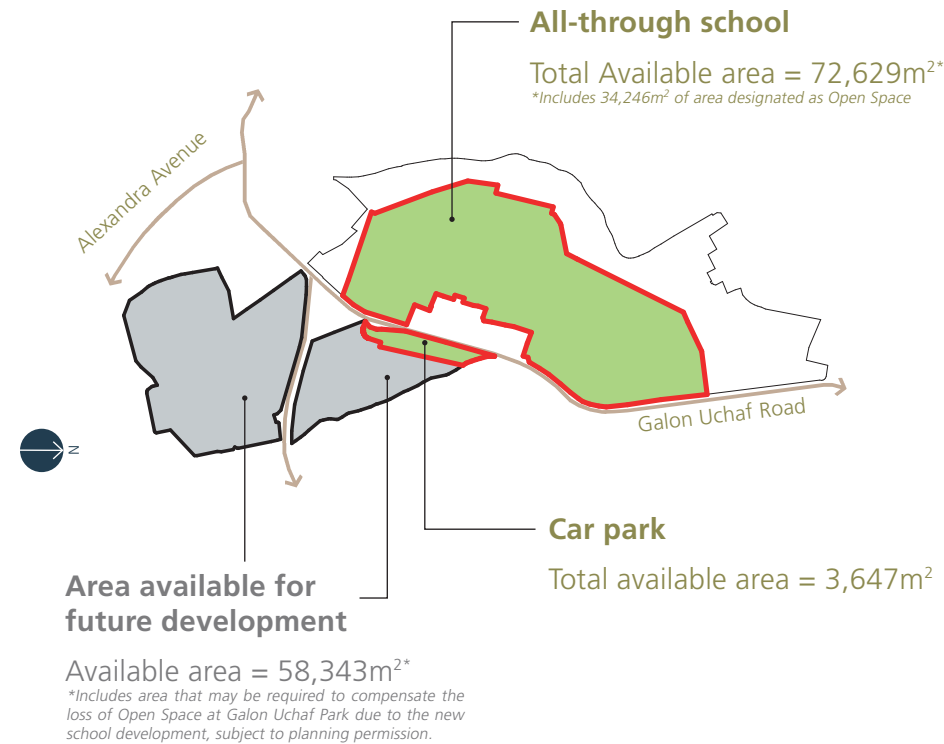 All-through school
Total Available area = 72,629m²*
*Includes 34,246m² of area designated as Open Space
Alexandra Avenue
Galon Uchaf Road
N
Car park
Total available area = 3,647m²
Area available for
future development
Available area = 58,343m²*
*Includes area that may be required to compensate the
loss of Open Space at Galon Uchaf Park due to the new
school development, subject to planning permission.